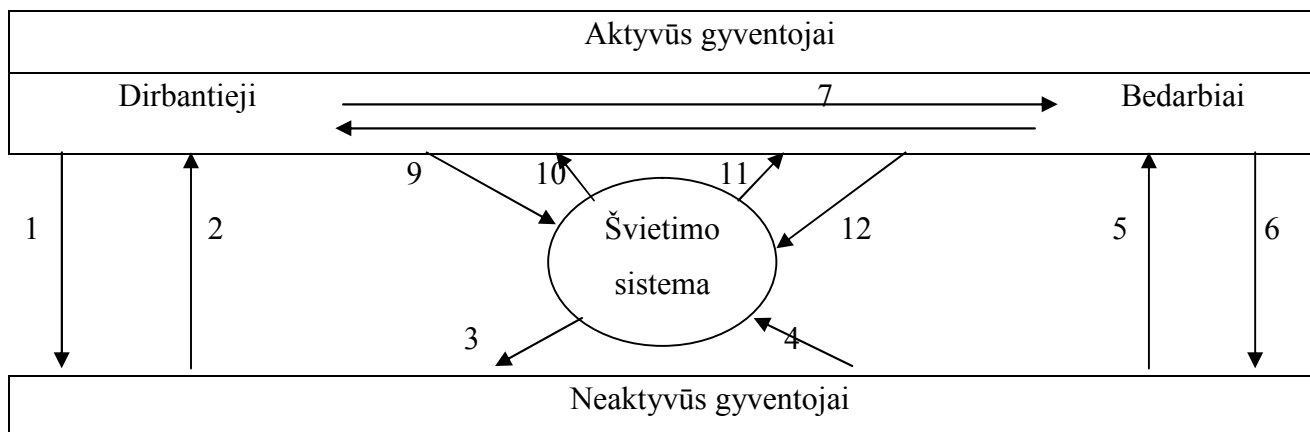 Aktyvūs gyventojai
Dirbantieji 7 Bedarbiai
9 10 11
1 2 Švietimo 12 5 6
sistema
3 4
Neaktyvūs gyventojai